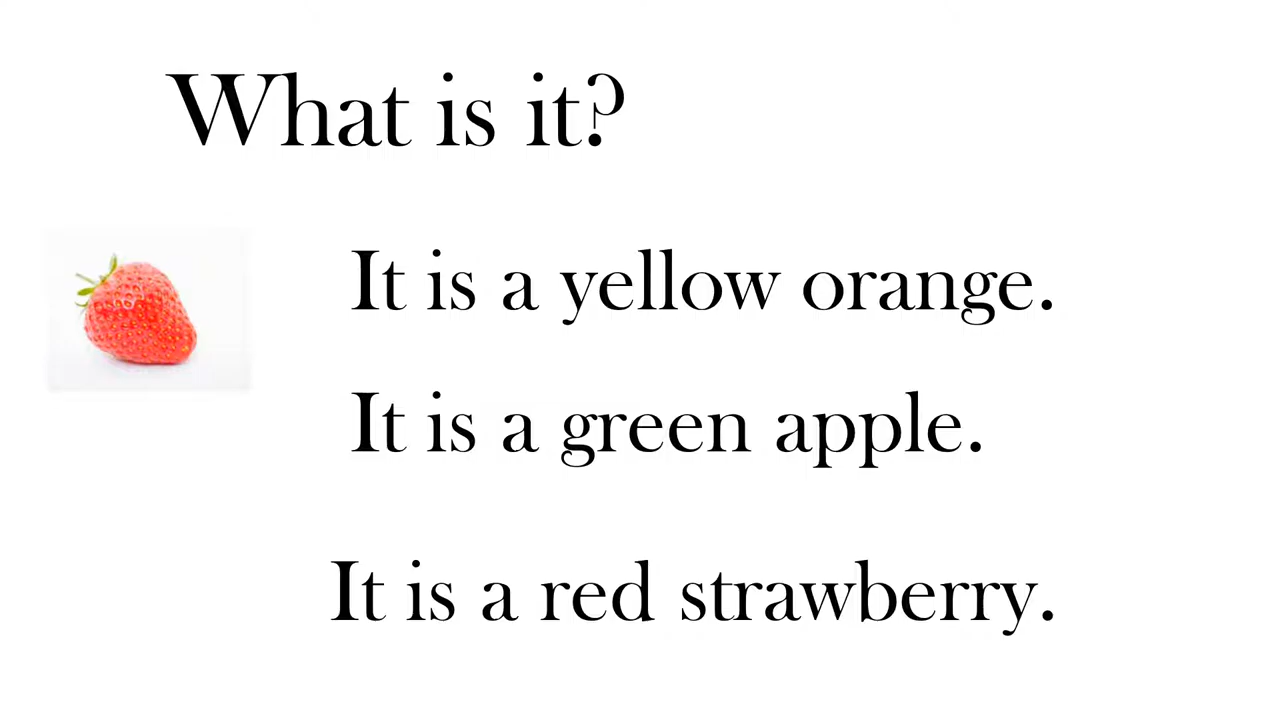 What is it?
It is a yellow orange.
It is a green apple.
It is a red strawberry.